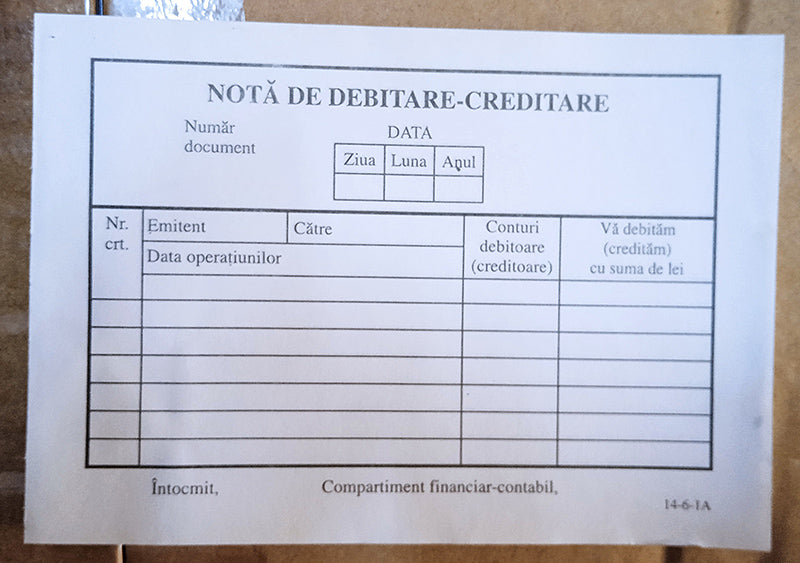 NOTĂ DE DEBITARE-CREDITARE
Număr
document
DATA
Ziua Luna Anul
Nr.
crt.
Emitent
Către
Data operațiunilor
Conturi
debitoare
(creditoare)
Vă debităm
(credităm)
cu suma de lei
Întocmit,
Compartiment financiar-contabil,
14-6-1A